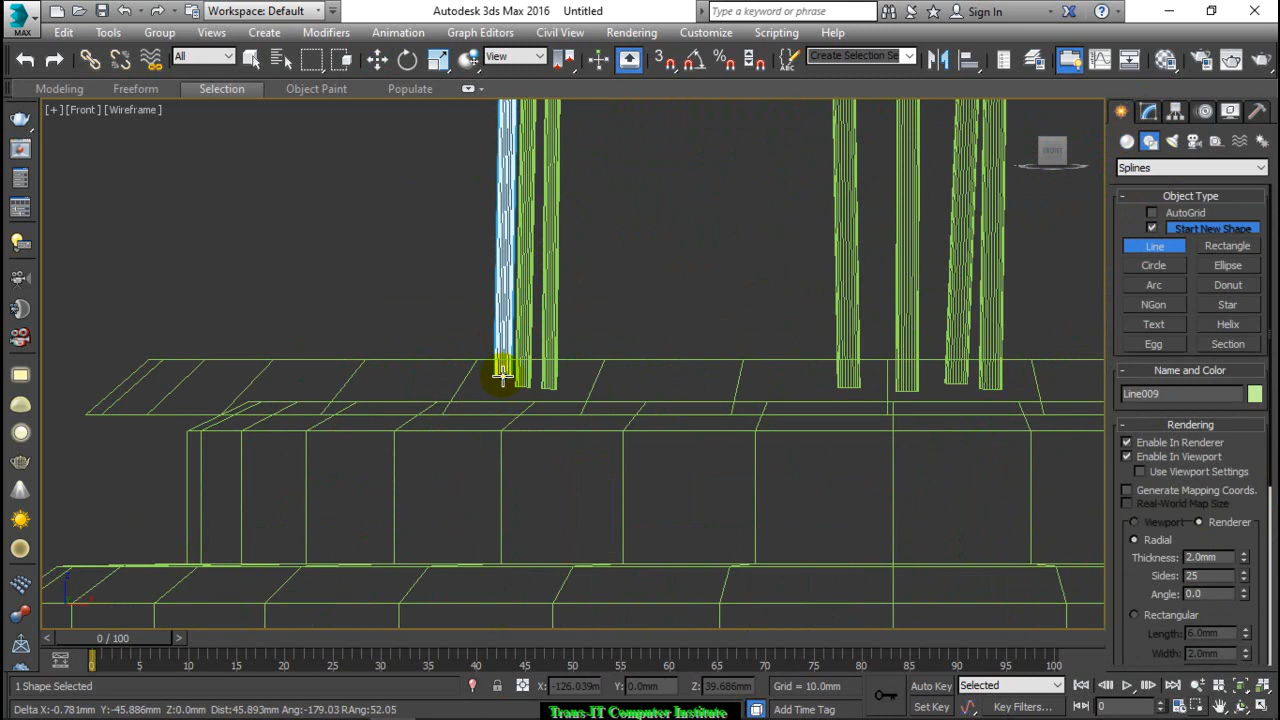 MAX
Workspace: Default
Autodesk 3ds Max 2016 Untitled
Type a keyword or phrase
Sign In
Edit Tools Group Views Create Modifiers Animation Graph Editors Civil View Rendering Customize Scripting Help
All
View
3
ABC
Create Selection Se
Modeling Freeform Selection Object Paint Populate
[+] [Front] [Wireframe]
FRONT
Splines
- Object Type
AutoGrid
Start New Shape
Line Rectangle
Circle Ellipse
Arc Donut
NGon Star
Text Helix
Egg Section
- Name and Color
Line009
- Rendering
Enable In Renderer
Enable In Viewport
Use Viewport Settings
Generate Mapping Coords.
Real-World Map Size
Viewport Renderer
Radial
Thickness: 2.0mm
Sides: 25
Angle: 0.0
Rectangular
Length: 6.0mm
Width: 2.0mm
< 0 / 100 >
0 5 10 15 20 25 30 35 40 45 50 55 60 65 70 75 80 85 90 95 100
1 Shape Selected
X: -126.039m Y: 0.0mm Z: 39.686mm Grid = 10.0mm
Auto Key Selected
Delta X:-0.781mm Y:-45.886mm Z:0.0mm Dist:45.893mm Ang:-179.03 RAng:52.05
Trans-IT Computer Institute
Add Time Tag
Set Key Key Filters... 0